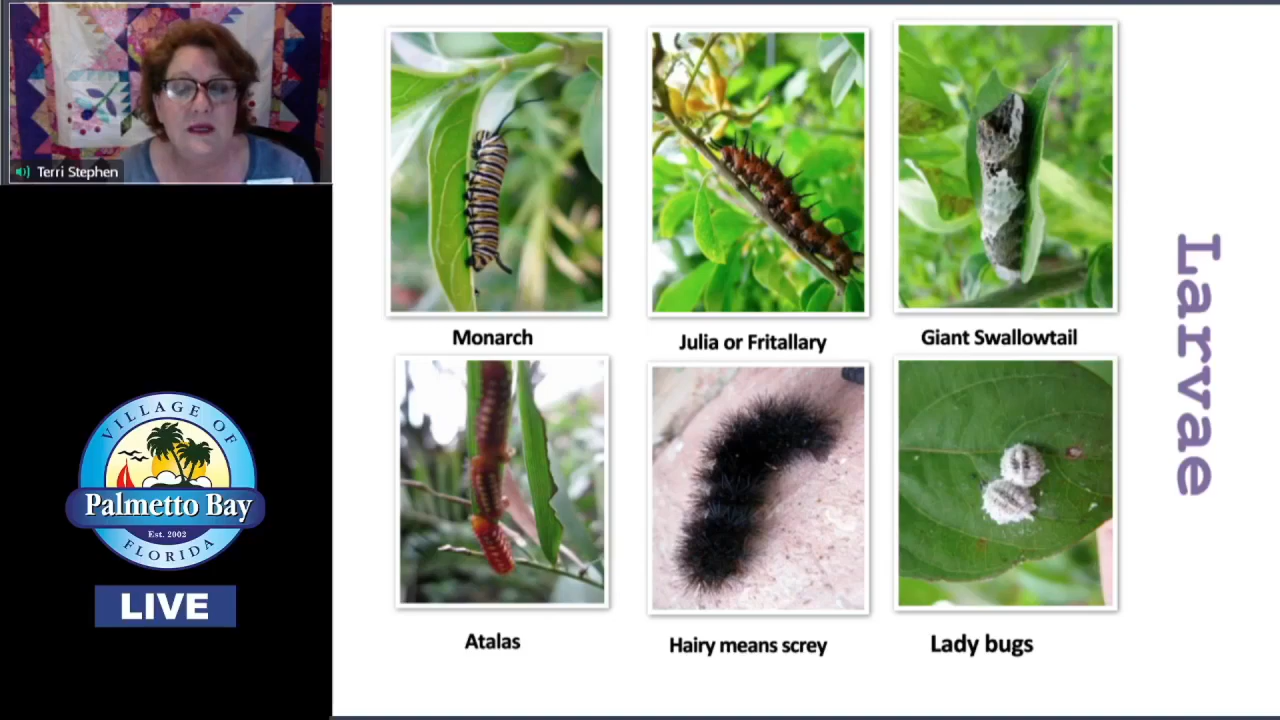 Terri Stephen
Monarch
Julia or Fritallary
Giant Swallowtail
Atalas
Hairy means screy
Lady bugs
Larvae
VILLAGE OF
Palmetto Bay
Est. 2002
FLORIDA
LIVE